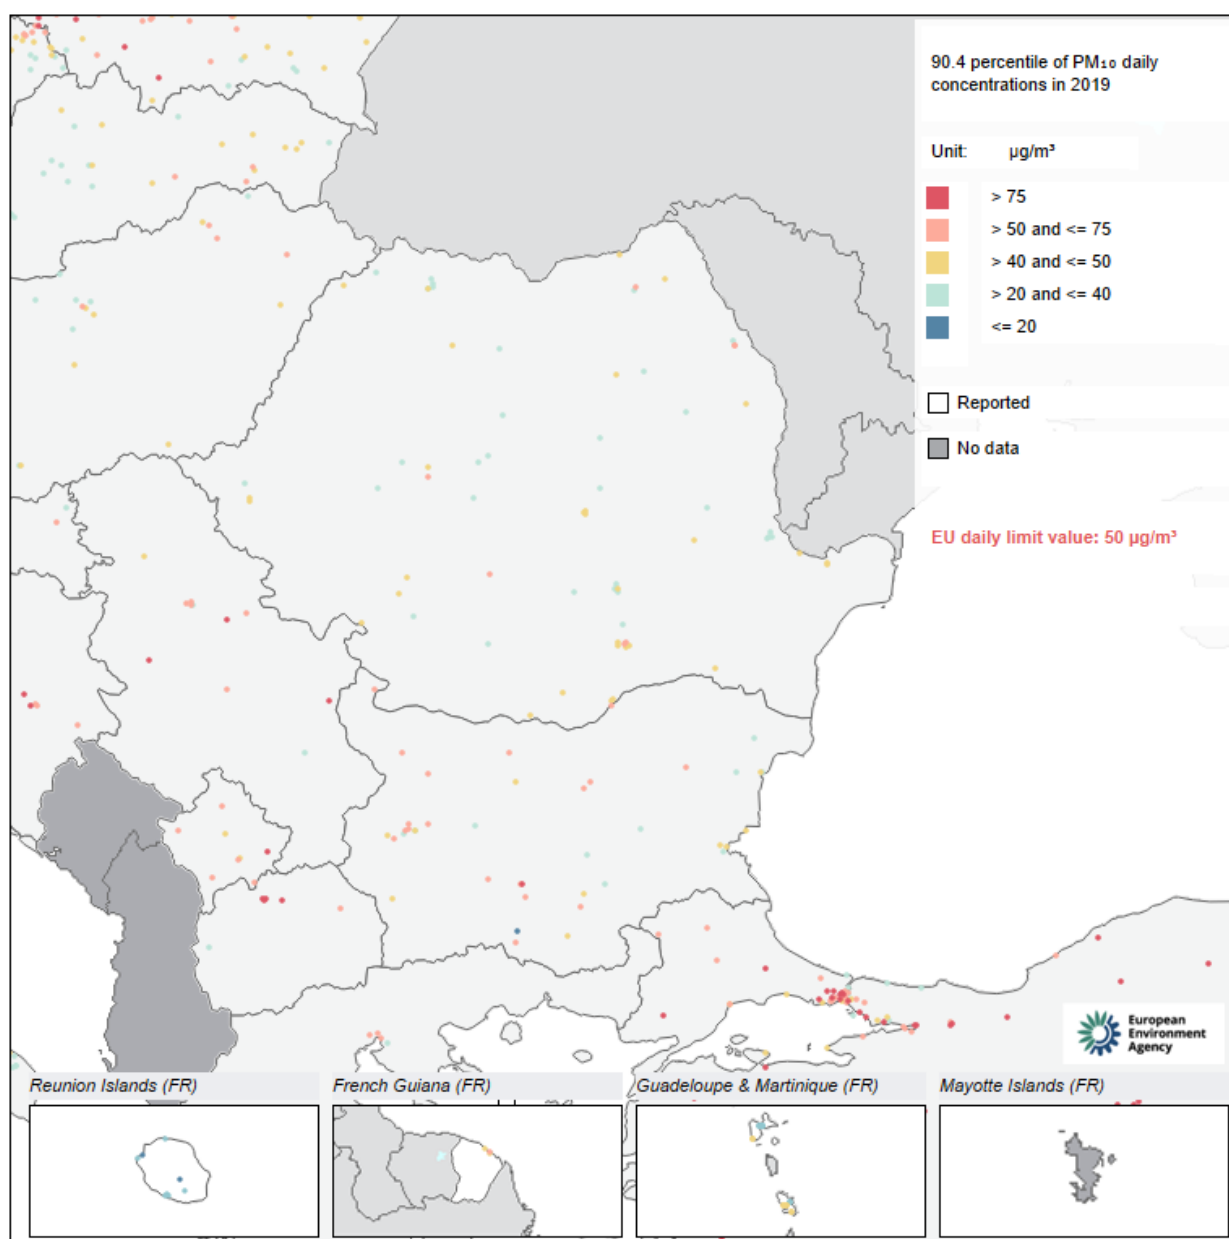 90.4 percentile of PM₁₀ daily
concentrations in 2019
Unit: µg/m³
> 75
> 50 and <= 75
> 40 and <= 50
> 20 and <= 40
<= 20
Reported
No data
EU daily limit value: 50 µg/m³
European
Environment
Agency
Reunion Islands (FR)
French Guiana (FR)
Guadeloupe & Martinique (FR)
Mayotte Islands (FR)